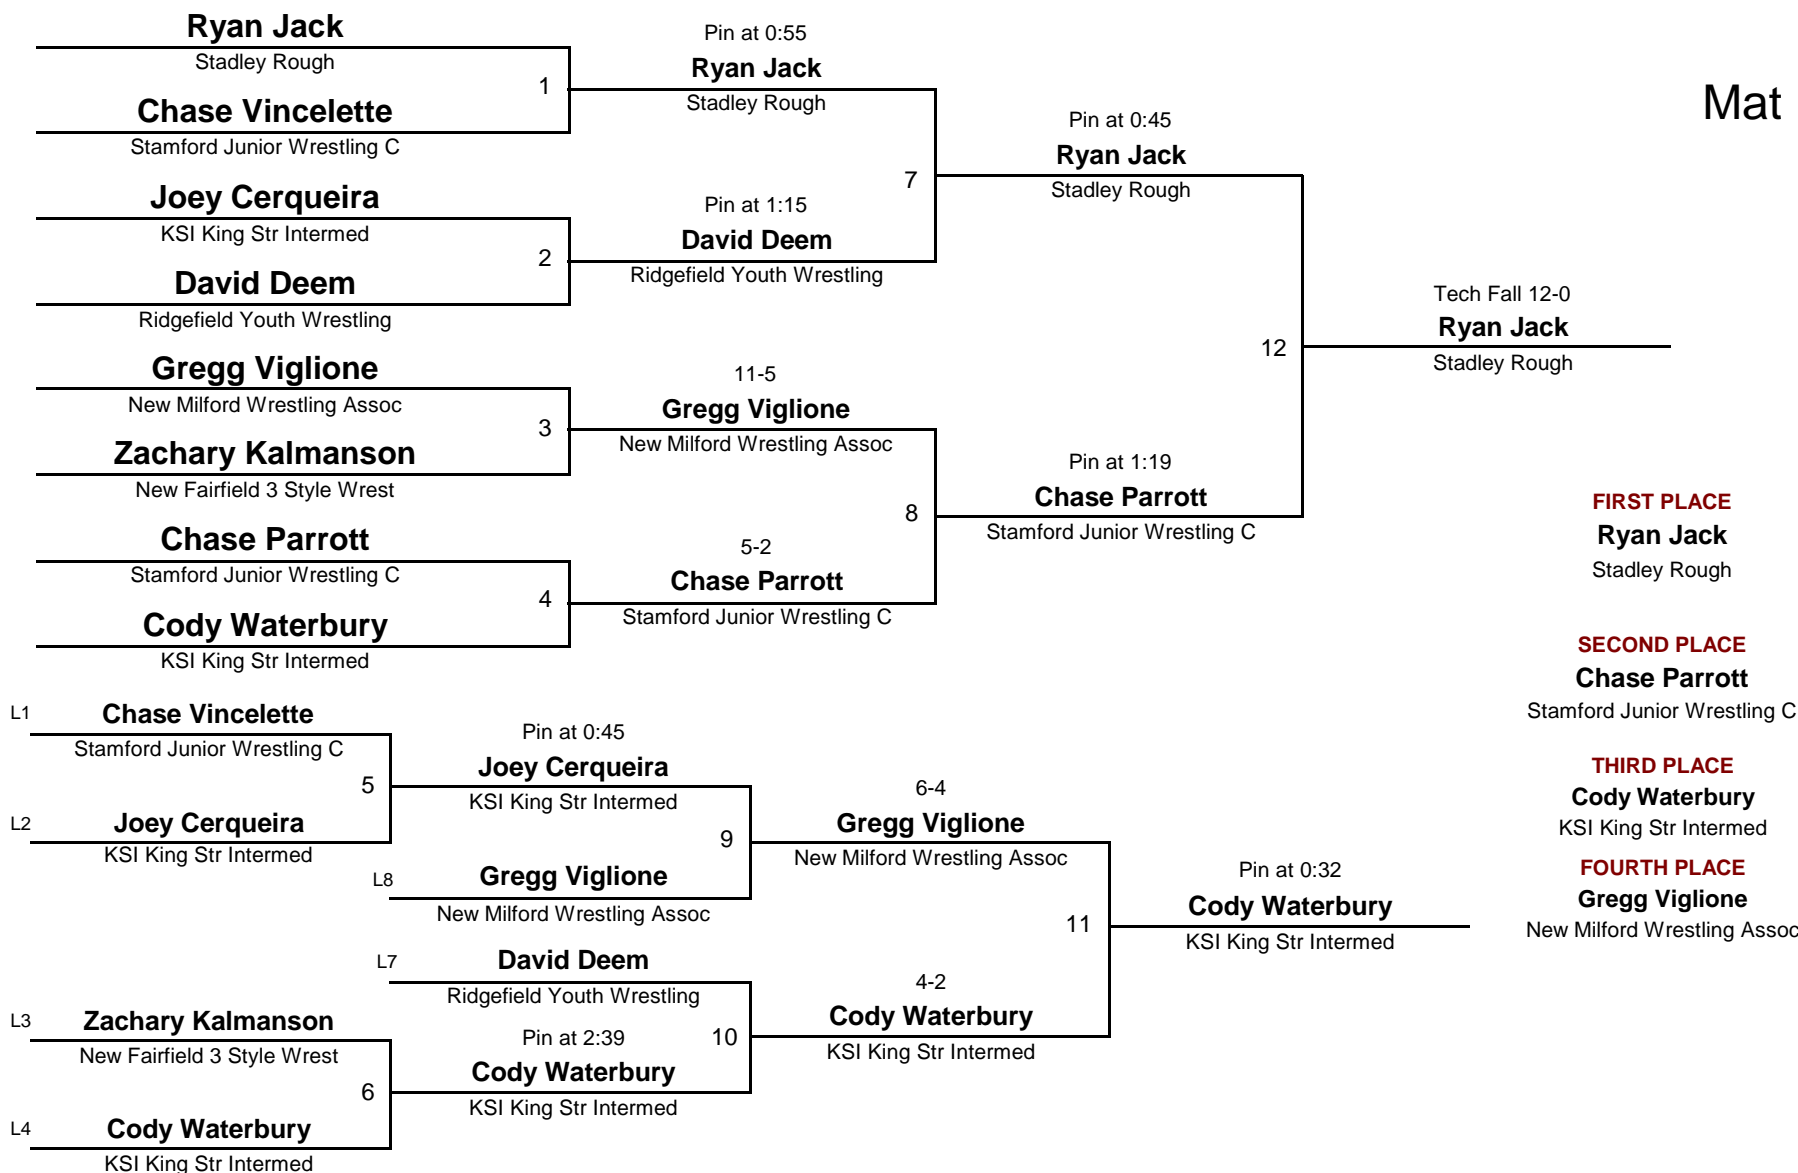 Ryan Jack
Stadley Rough
1
Chase Vincelette
Stamford Junior Wrestling C
Joey Cerqueira
KSI King Str Intermed
2
David Deem
Ridgefield Youth Wrestling
Gregg Viglione
New Milford Wrestling Assoc
3
Zachary Kalmanson
New Fairfield 3 Style Wrest
Chase Parrott
Stamford Junior Wrestling C
4
Cody Waterbury
KSI King Str Intermed
Pin at 0:55
Ryan Jack
Stadley Rough
7
Pin at 1:15
David Deem
Ridgefield Youth Wrestling
11-5
Gregg Viglione
New Milford Wrestling Assoc
8
5-2
Chase Parrott
Stamford Junior Wrestling C
Pin at 0:45
Ryan Jack
Stadley Rough
12
Pin at 1:19
Chase Parrott
Stamford Junior Wrestling C
Tech Fall 12-0
Ryan Jack
Stadley Rough
Mat
FIRST PLACE
Ryan Jack
Stadley Rough
SECOND PLACE
Chase Parrott
Stamford Junior Wrestling C
THIRD PLACE
Cody Waterbury
KSI King Str Intermed
FOURTH PLACE
Gregg Viglione
New Milford Wrestling Assoc
L1
Chase Vincelette
Stamford Junior Wrestling C
5
L2
Joey Cerqueira
KSI King Str Intermed
L3
Zachary Kalmanson
New Fairfield 3 Style Wrest
6
L4
Cody Waterbury
KSI King Str Intermed
Pin at 0:45
Joey Cerqueira
KSI King Str Intermed
9
L8
Gregg Viglione
New Milford Wrestling Assoc
L7
David Deem
Ridgefield Youth Wrestling
10
Pin at 2:39
Cody Waterbury
KSI King Str Intermed
6-4
Gregg Viglione
New Milford Wrestling Assoc
11
4-2
Cody Waterbury
KSI King Str Intermed
Pin at 0:32
Cody Waterbury
KSI King Str Intermed